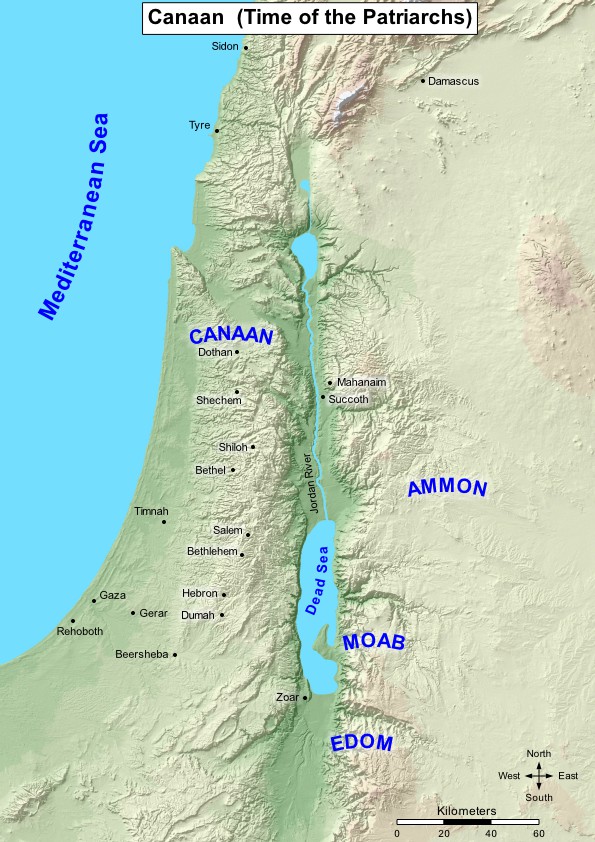 Canaan  (Time of the Patriarchs)
Sidon
Damascus
Tyre
Mediterranean Sea
CANAAN
Dothan
Mahanaim
Shechem
Succoth
Shiloh
Bethel
Jordan River
AMMON
Timnah
Salem
Bethlehem
Dead Sea
Hebron
Gaza
Gerar
Dumah
Rehoboth
MOAB
Beersheba
Zoar
EDOM
North
West
East
South
Kilometers
0 20 40 60